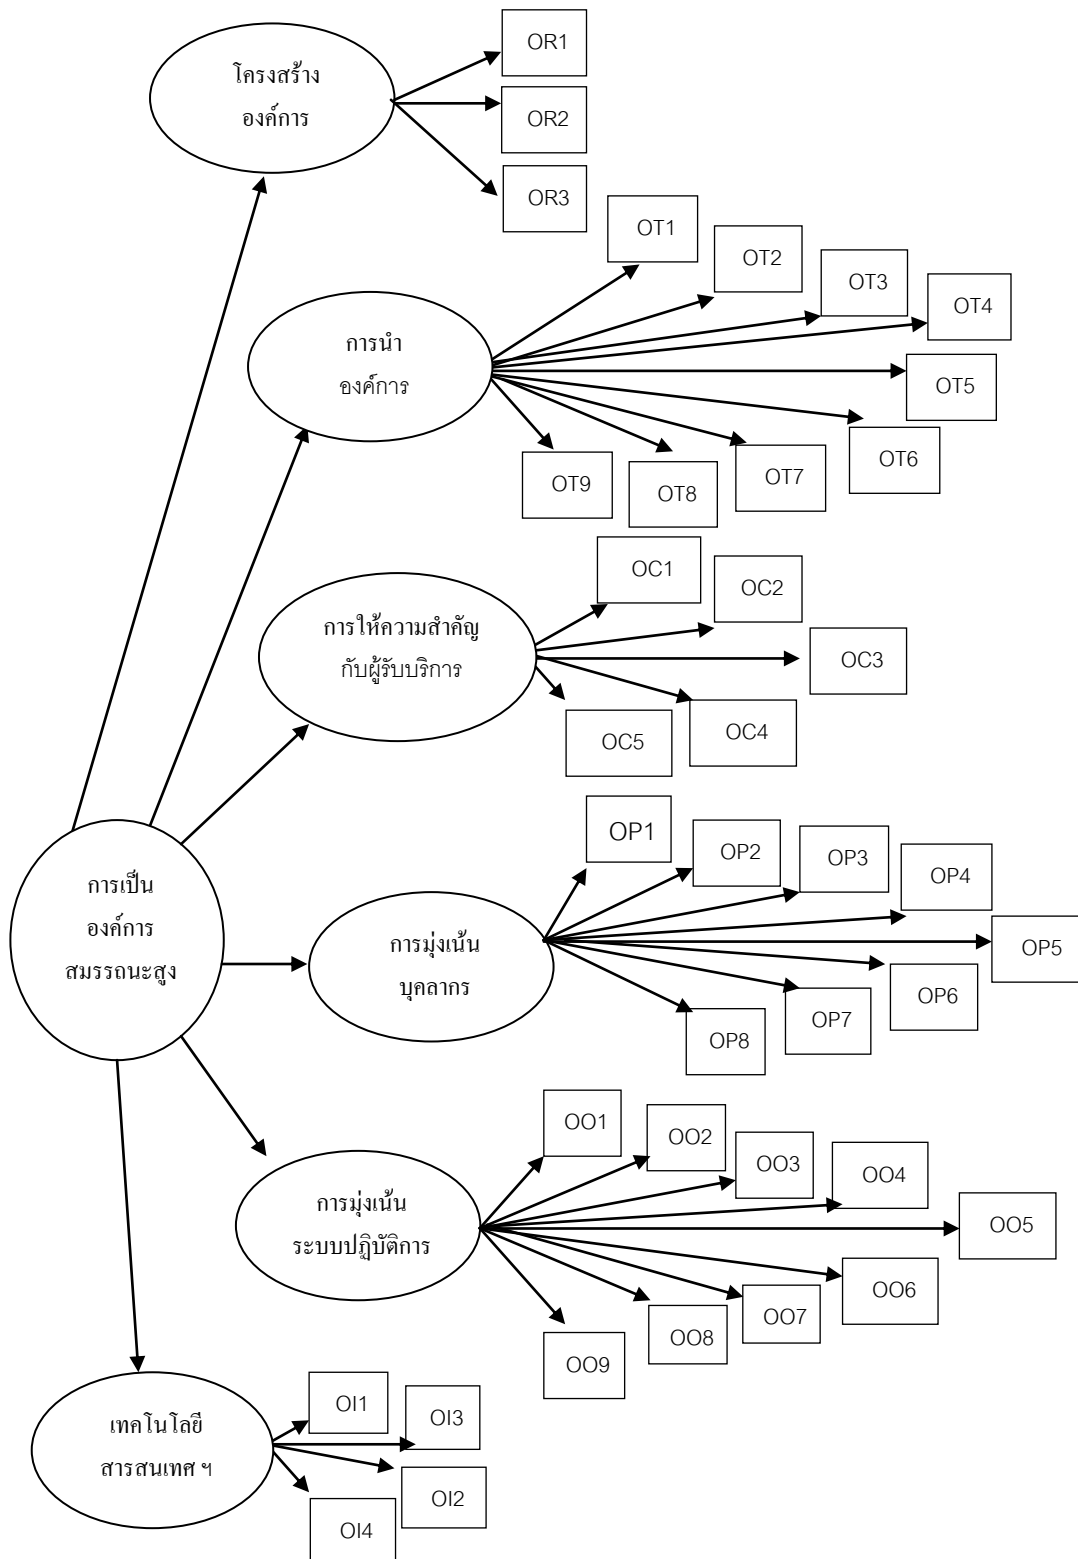 โครงสร้าง
องค์การ
OR1
OR2
OR3
การนำ
องค์การ
OT1
OT2
OT3
OT4
OT5
OT6
OT7
OT8
OT9
การให้ความสำคัญ
กับผู้รับบริการ
OC1
OC2
OC3
OC4
OC5
การเป็น
องค์การ
สมรรถนะสูง
การมุ่งเน้น
บุคลากร
OP1
OP2
OP3
OP4
OP5
OP6
OP7
OP8
การมุ่งเน้น
ระบบปฏิบัติการ
OO1
OO2
OO3
OO4
OO5
OO6
OO7
OO8
OO9
เทคโนโลยี
สารสนเทศ ฯ
OI1
OI3
OI2
OI4